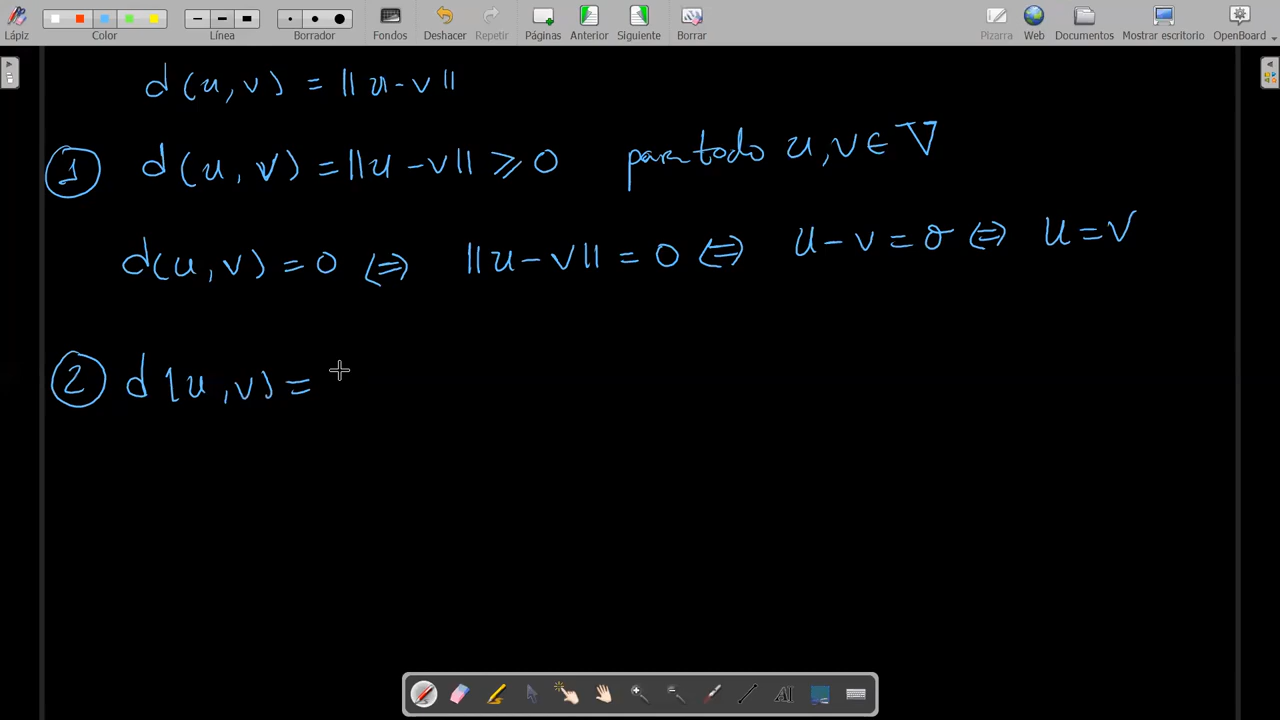 Lápiz Color Línea Borrador Fondos Deshacer Repetir Páginas Anterior Siguiente Borrar Pizarra Web Documentos Mostrar escritorio OpenBoard
d(u,v) = ||u-v||
1 d(u,v) = ||u-v|| ≥ 0 para todo u,v ∈ V
d(u,v) = 0 ⇔ ||u-v|| = 0 ⇔ u-v = 0 ⇔ u = v
2 d(u,v) =
AI